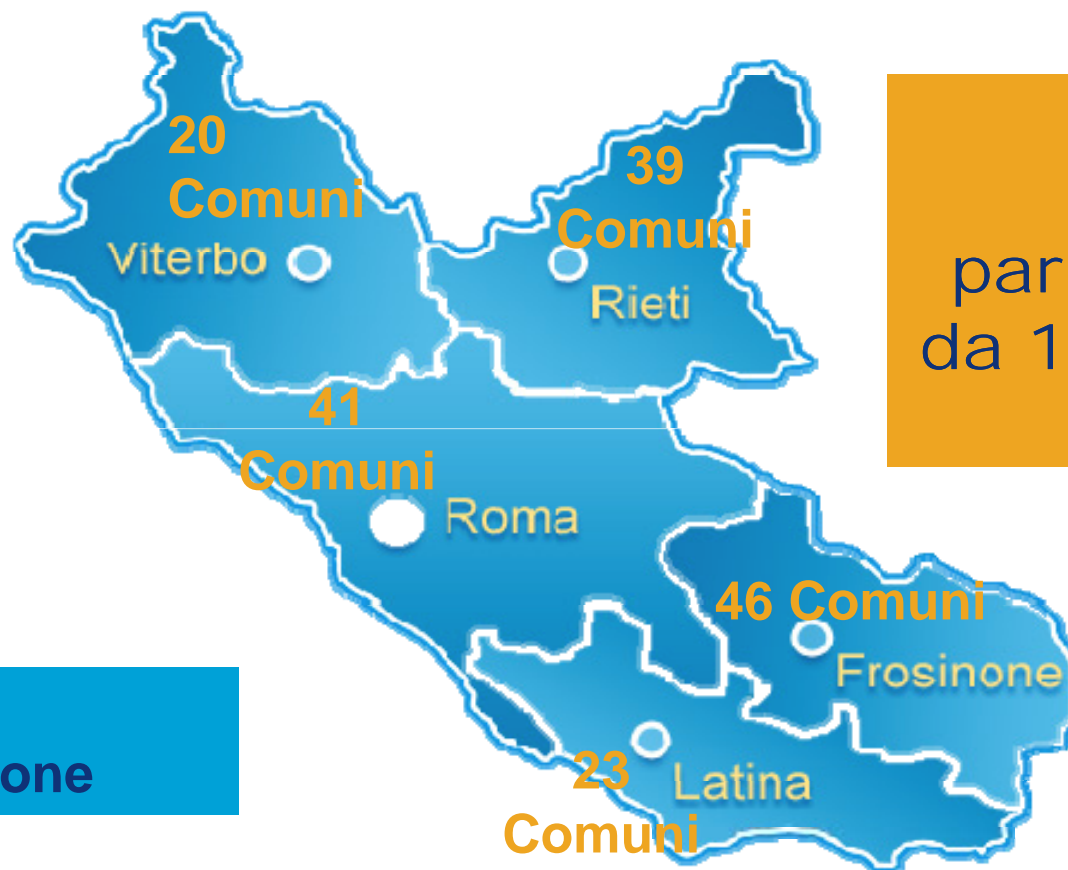 20
Comuni
Viterbo
39
Comuni
Rieti
par
da 1
41
Comuni
Roma
46 Comuni
Frosinone
one
23
Latina
Comuni